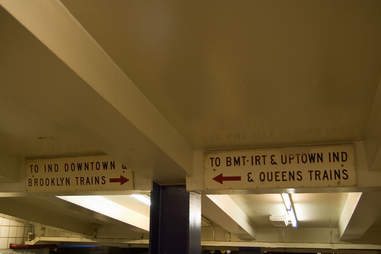 TO IND DOWNTOWN &
BROOKLYN TRAINS
TO BMT-IRT & UPTOWN IND
& QUEENS TRAINS